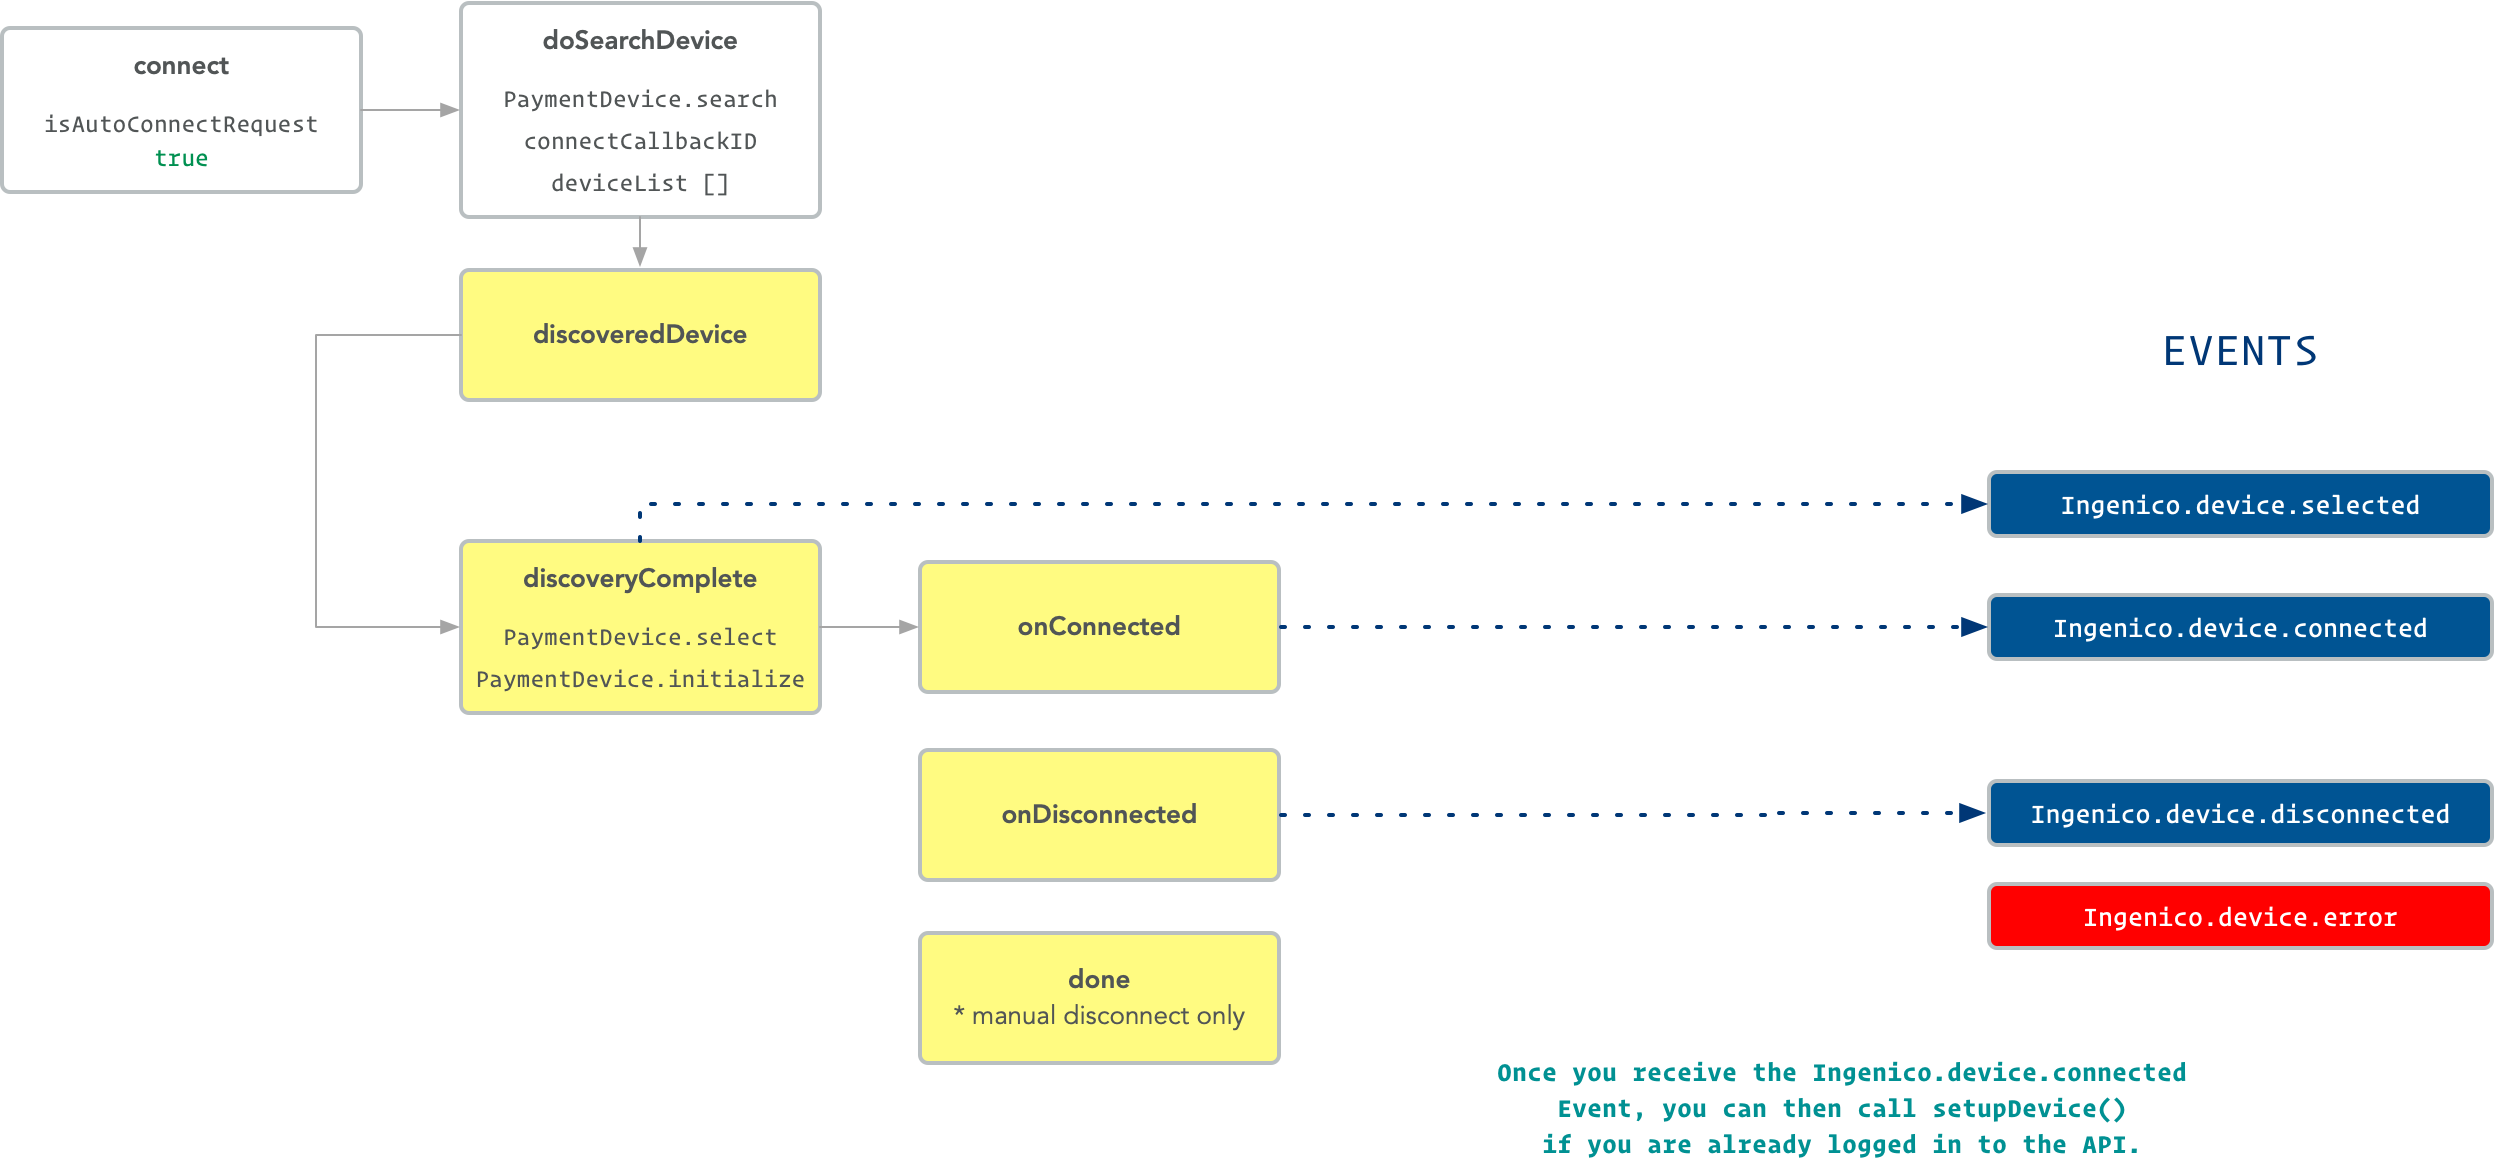 connect
isAutoConnectRequest
true
doSearchDevice
PaymentDevice.search
connectCallbackID
deviceList []
discoveredDevice
EVENTS
Ingenico.device.selected
discoveryComplete
PaymentDevice.select
PaymentDevice.initialize
onConnected
Ingenico.device.connected
onDisconnected
Ingenico.device.disconnected
Ingenico.device.error
done
* manual disconnect only
Once you receive the Ingenico.device.connected
Event, you can then call setupDevice()
if you are already logged in to the API.